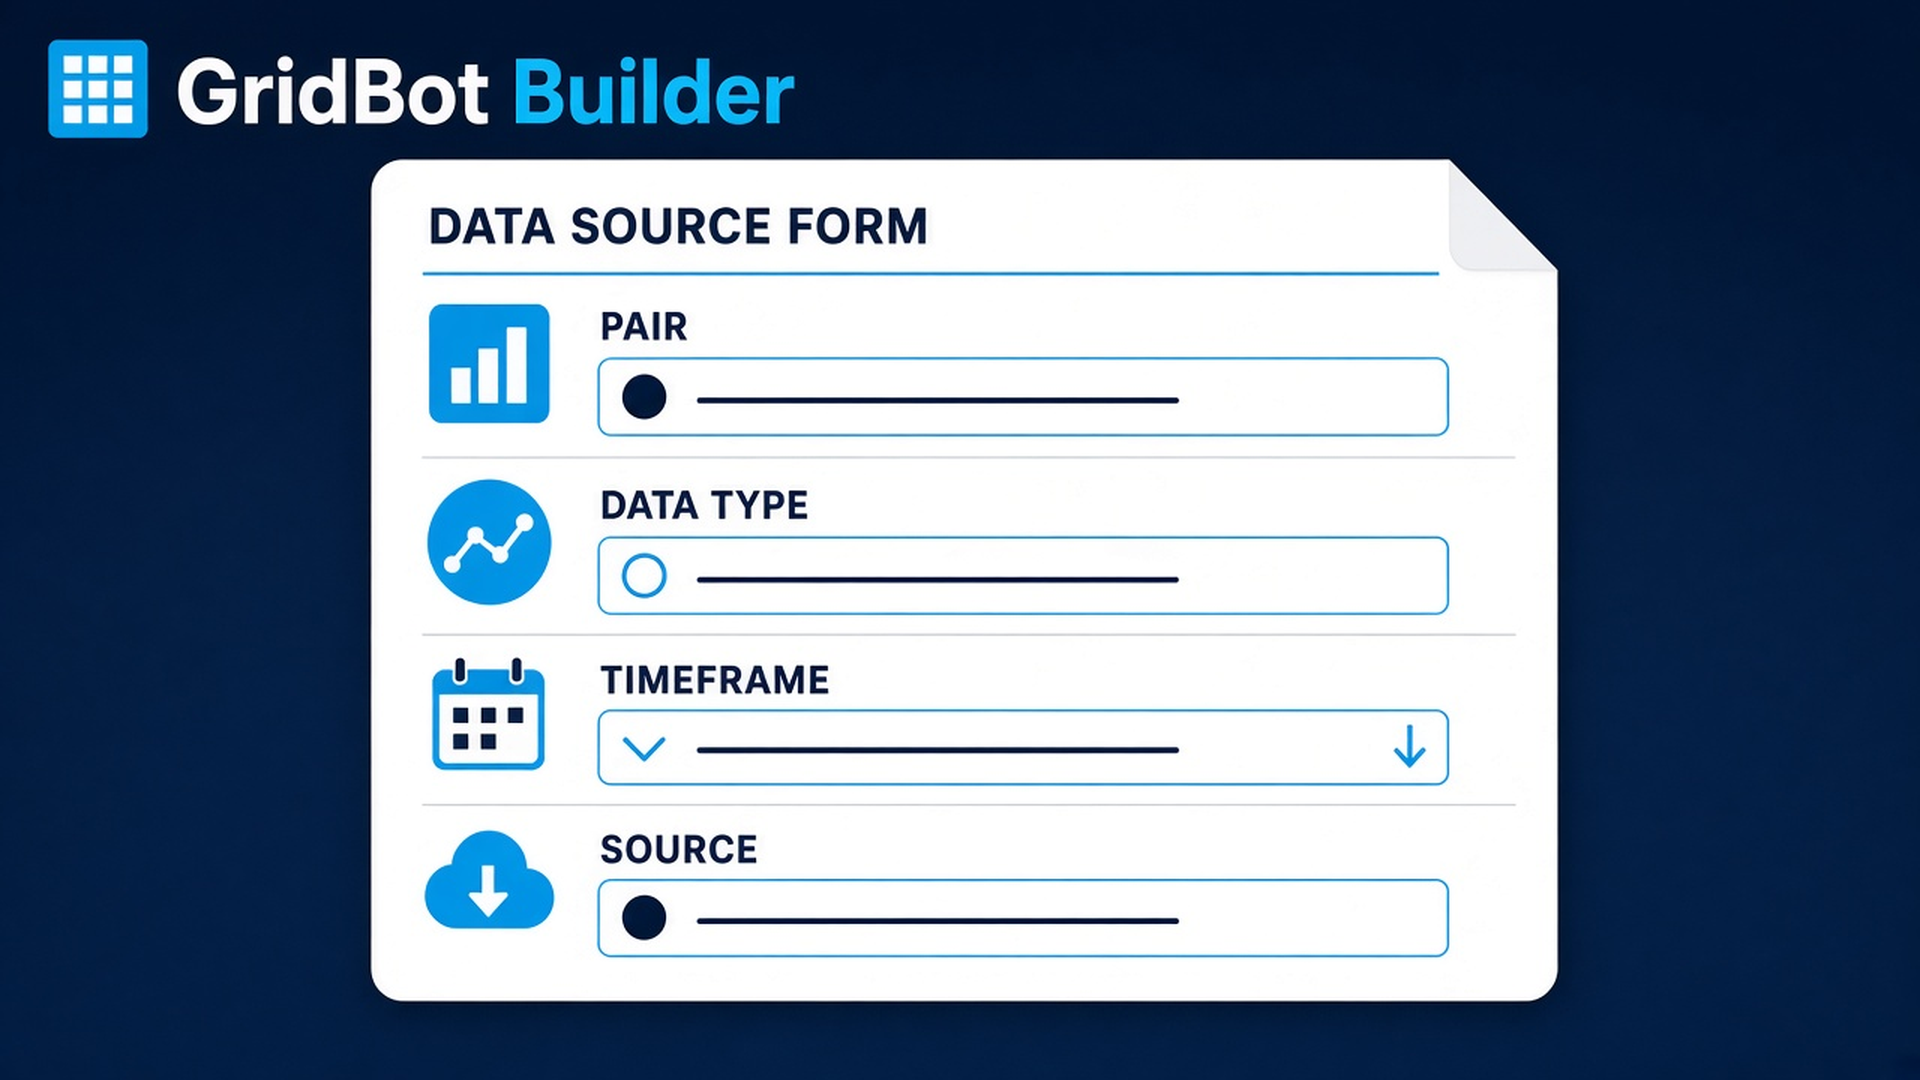 GridBot Builder
DATA SOURCE FORM
PAIR
DATA TYPE
TIMEFRAME
SOURCE